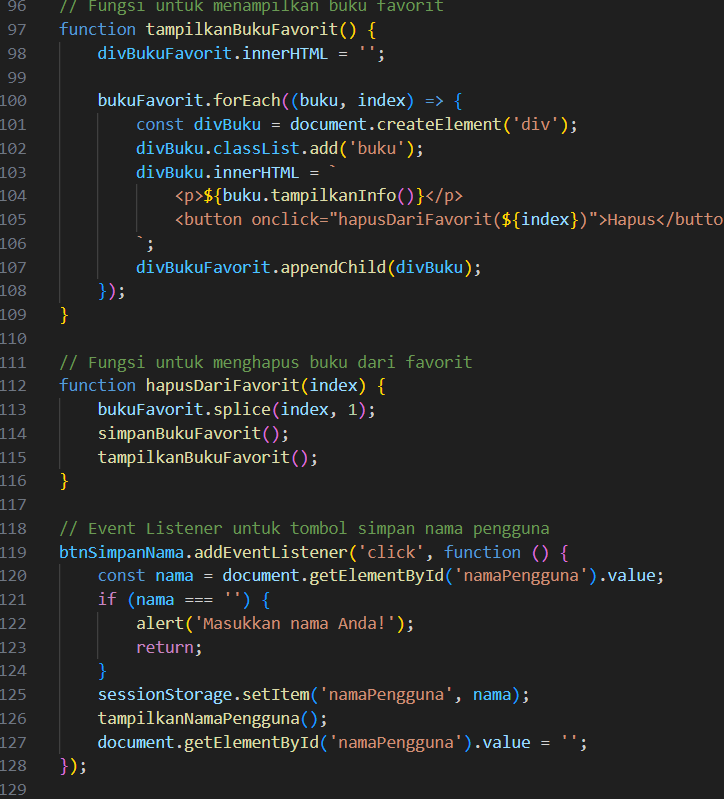 96 // Fungsi untuk menampilkan buku favorit
97 function tampilkanBukuFavorit() {
98 divBukuFavorit.innerHTML = '';
99
100 bukuFavorit.forEach((buku, index) => {
101 const divBuku = document.createElement('div');
102 divBuku.classList.add('buku');
103 divBuku.innerHTML = `
104 <p>${buku.tampilkanInfo()}</p>
105 <button onclick="hapusDariFavorit(${index})">Hapus</butto
106 `;
107 divBukuFavorit.appendChild(divBuku);
108 });
109 }
110
111 // Fungsi untuk menghapus buku dari favorit
112 function hapusDariFavorit(index) {
113 bukuFavorit.splice(index, 1);
114 simpanBukuFavorit();
115 tampilkanBukuFavorit();
116 }
117
118 // Event Listener untuk tombol simpan nama pengguna
119 btnSimpanNama.addEventListener('click', function () {
120 const nama = document.getElementById('namaPengguna').value;
121 if (nama === '') {
122 alert('Masukkan nama Anda!');
123 return;
124 }
125 sessionStorage.setItem('namaPengguna', nama);
126 tampilkanNamaPengguna();
127 document.getElementById('namaPengguna').value = '';
128 });
129